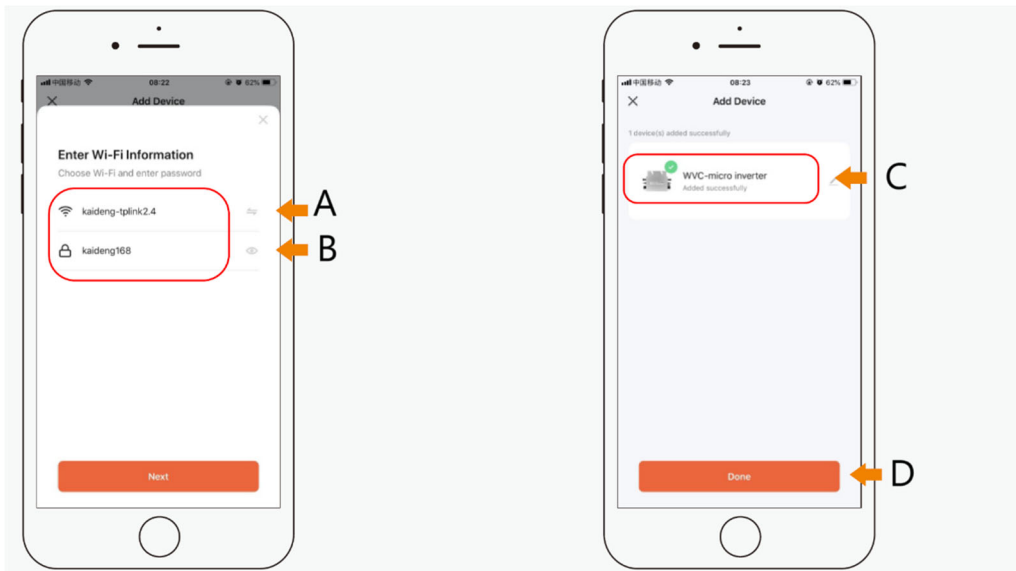 中国移动 08:22 62%
Add Device
Enter Wi-Fi Information
Choose Wi-Fi and enter password
kaideng-tplink2.4
A
kaideng168
B
Next
中国移动 08:23 62%
Add Device
1 device(s) added successfully
WVC-micro inverter
Added successfully
C
Done
D